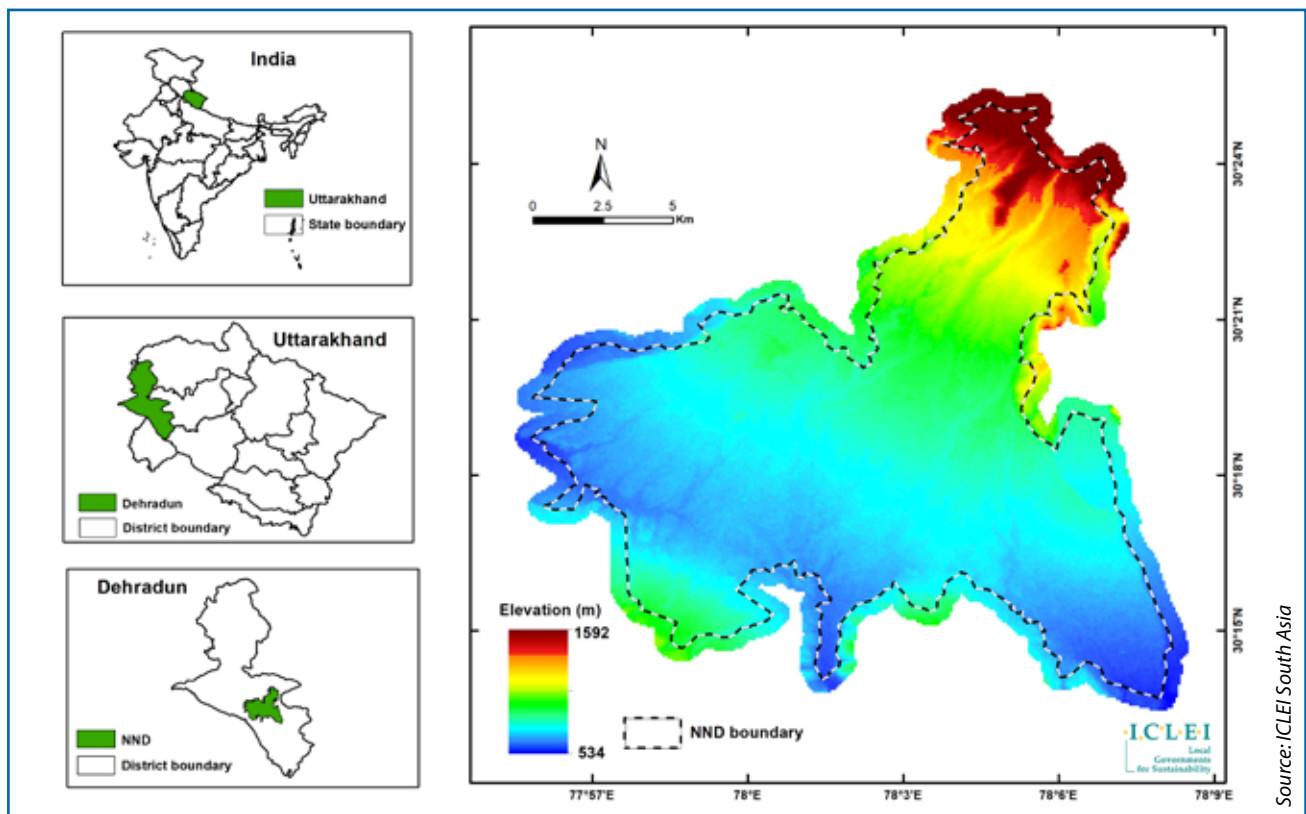 India
Uttarakhand
State boundary
Uttarakhand
Dehradun
District boundary
Dehradun
NND
District boundary
N
0 2.5 5
Km
30°24'N
30°21'N
30°18'N
30°15'N
Elevation (m)
1592
534
NND boundary
I.C.L.E.I
Local
Governments
for Sustainability
77°57'E 78°E 78°3'E 78°6'E 78°9'E
Source: ICLEI South Asia